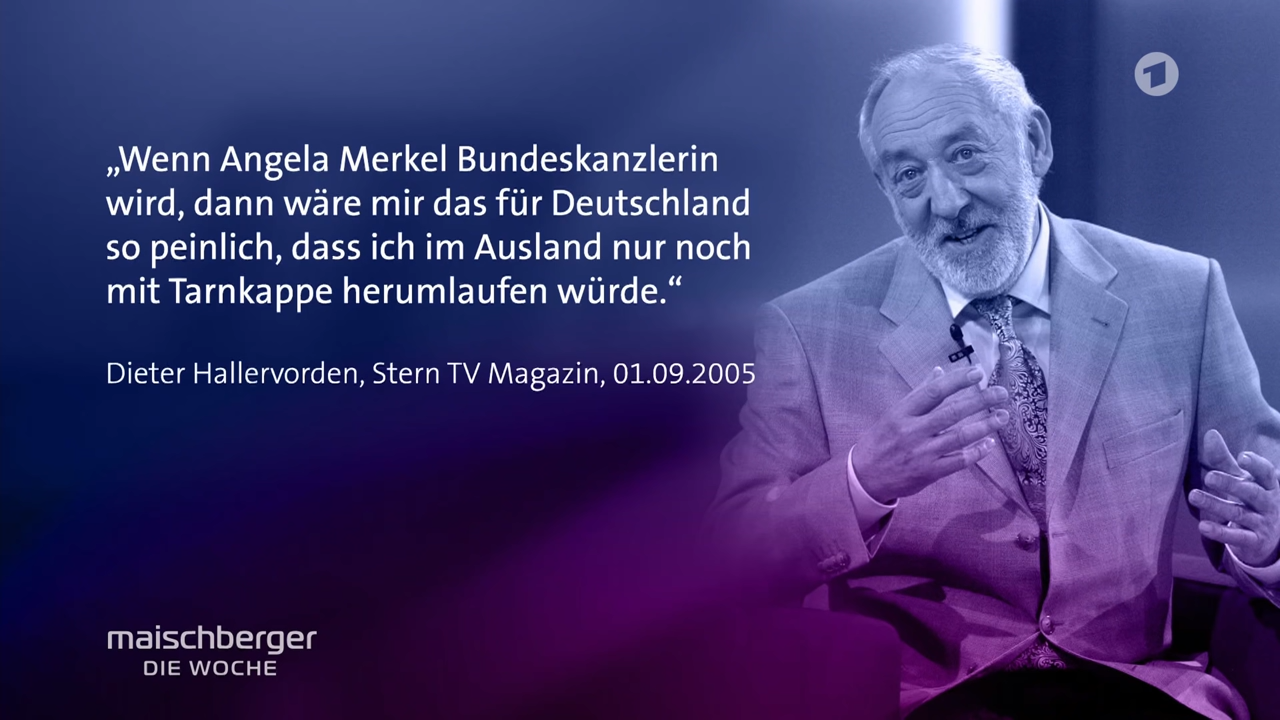 „Wenn Angela Merkel Bundeskanzlerin
wird, dann wäre mir das für Deutschland
so peinlich, dass ich im Ausland nur noch
mit Tarnkappe herumlaufen würde.“
Dieter Hallervorden, Stern TV Magazin, 01.09.2005
maischberger
DIE WOCHE
1